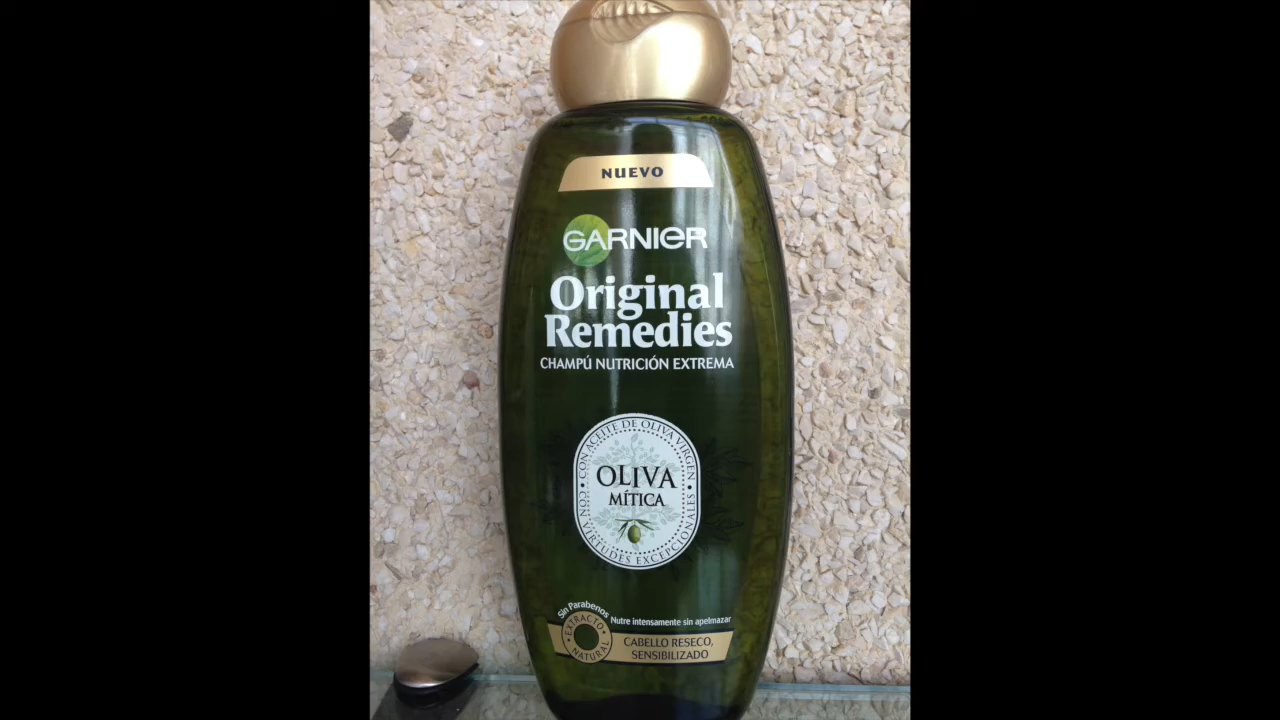 NUEVO
GARNIER
Original
Remedies
CHAMPÚ NUTRICIÓN EXTREMA
• CON ACEITE DE OLIVA VIRGEN •
OLIVA
MÍTICA
CON VIRTUDES EXCEPCIONALES
Sin Parabenos
Nutre intensamente sin apelmazar
EXTRACTO
NATURAL
CABELLO RESECO,
SENSIBILIZADO